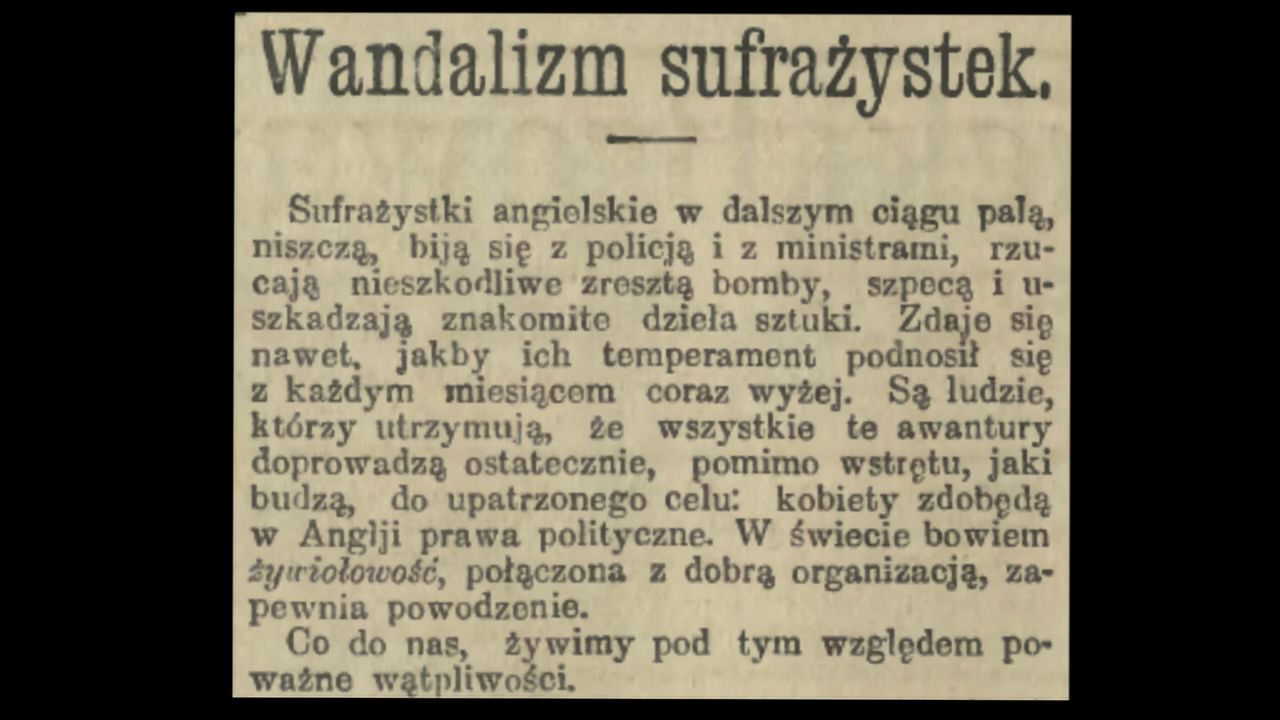 Wandalizm sufrażystek.
Sufrażystki angielskie w dalszym ciągu palą,
niszczą, biją się z policją i z ministrami, rzu-
cają nieszkodliwe zresztą bomby, szpecą i u-
szkadzają znakomite dzieła sztuki. Zdaje się
nawet, jakby ich temperament podnosił się
z każdym miesiącem coraz wyżej. Są ludzie,
którzy utrzymują, że wszystkie te awantury
doprowadzą ostatecznie, pomimo wstrętu, jaki
budzą, do upatrzonego celu: kobiety zdobędą
w Anglji prawa polityczne. W świecie bowiem
żywiołowość, połączona z dobrą organizacją, za-
pewnia powodzenie.
Co do nas, żywimy pod tym względem po-
ważne wątpliwości.